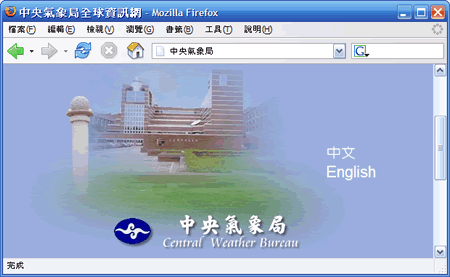 中央氣象局全球資訊網 - Mozilla Firefox
檔案(F) 編輯(E) 檢視(V) 瀏覽(G) 書籤(B) 工具(T) 說明(H)
中央氣象局
G
中文
English
中央氣象局
Central Weather Bureau
完成